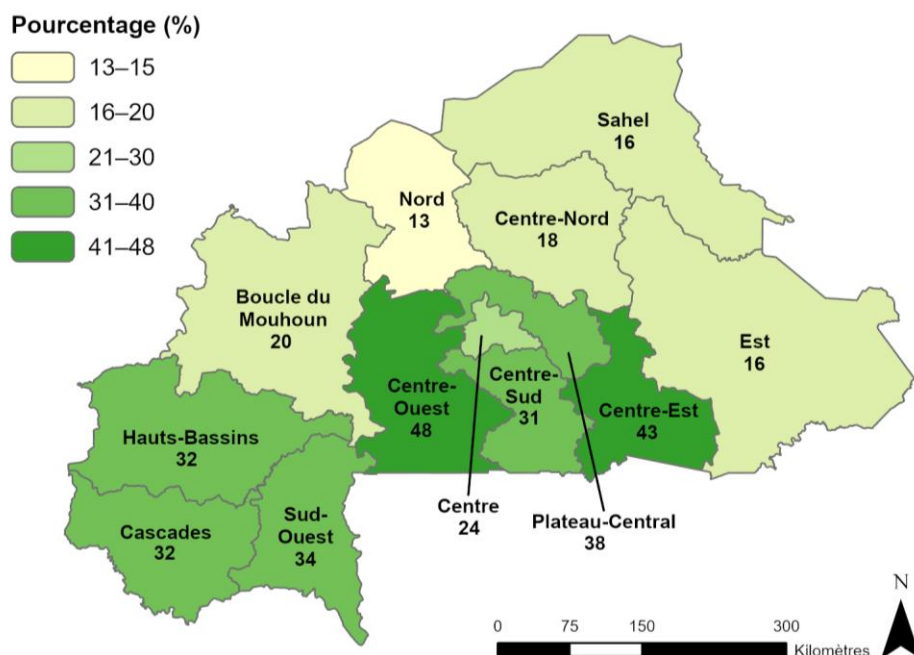 Pourcentage (%)
13–15
16–20
21–30
31–40
41–48
Sahel
16
Nord
13
Centre-Nord
18
Boucle du
Mouhoun
20
Est
16
Centre-
Ouest
48
Centre-
Sud
31
Centre-Est
43
Hauts-Bassins
32
Cascades
32
Sud-
Ouest
34
Centre
24
Plateau-Central
38
N
0 75 150 300
Kilomètres